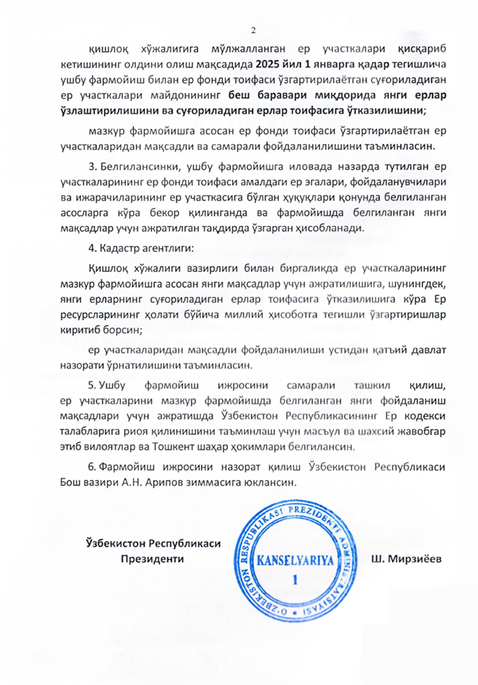 2
қишлоқ хўжалигига мўлжалланган ер участкалари қисқариб
кетишининг олдини олиш мақсадида 2025 йил 1 январга қадар тегишлича
ушбу фармойиш билан ер фонди тоифаси ўзгартирилаётган суғориладиган
ер участкалари майдонининг беш баравари миқдорида янги ерлар
ўзлаштирилишини ва суғориладиган ерлар тоифасига ўтказилишини;
мазкур фармойишга асосан ер фонди тоифаси ўзгартирилаётган ер
участкаларидан мақсадли ва самарали фойдаланилишини таъминласин.
3. Белгилансинки, ушбу фармойишга иловада назарда тутилган ер
участкаларининг ер фонди тоифаси амалдаги ер эгалари, фойдаланувчилари
ва ижарачиларининг ер участкасига бўлган ҳуқуқлари қонунда белгиланган
асосларга кўра бекор қилинганда ва фармойишда белгиланган янги
мақсадлар учун ажратилган тақдирда ўзгарган ҳисобланади.
4. Кадастр агентлиги:
Қишлоқ хўжалиги вазирлиги билан биргаликда ер участкаларининг
мазкур фармойишга асосан янги мақсадлар учун ажратилишига, шунингдек,
янги ерларнинг суғориладиган ерлар тоифасига ўтказилишига кўра Ер
ресурсларининг ҳолати бўйича миллий ҳисоботга тегишли ўзгартиришлар
киритиб борсин;
ер участкаларидан мақсадли фойдаланилиши устидан қатъий давлат
назорати ўрнатилишини таъминласин.
5. Ушбу фармойиш ижросини самарали ташкил қилиш,
ер участкаларини мазкур фармойишда белгиланган янги фойдаланиш
мақсадлари учун ажратишда Ўзбекистон Республикасининг Ер кодекси
талабларига риоя қилинишини таъминлаш учун масъул ва шахсий жавобгар
этиб вилоятлар ва Тошкент шаҳар ҳокимлари белгилансин.
6. Фармойиш ижросини назорат қилиш Ўзбекистон Республикаси
Бош вазири А.Н. Арипов зиммасига юклансин.
Ўзбекистон Республикаси
Президенти
O'ZBEKISTON RESPUBLIKASI PREZIDENTI ADMINISTRATSIYASI
KANSELYARIYA
1
Ш. Мирзиёев